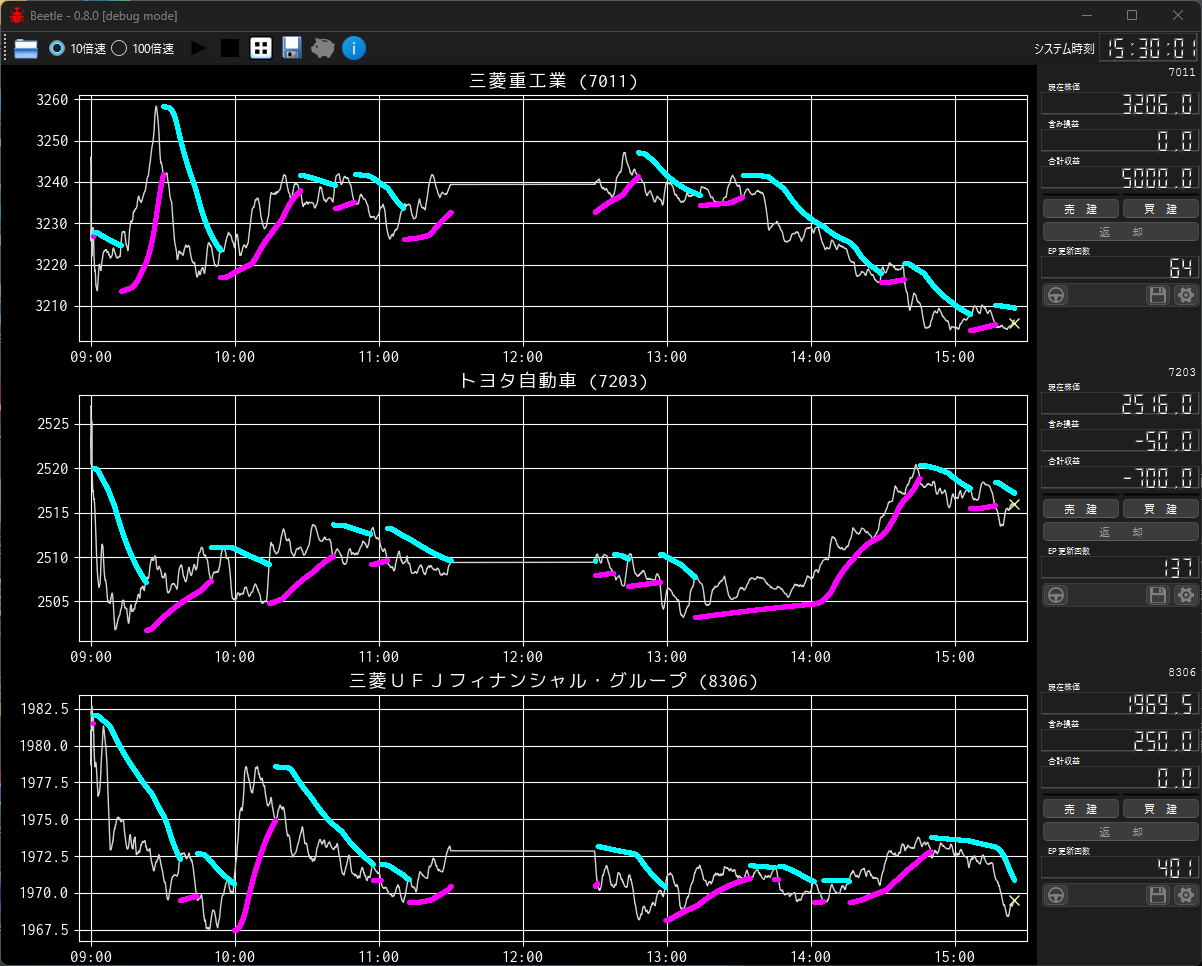 Beetle - 0.8.0 [debug mode]
10倍速 100倍速
システム時刻 15:30:01
三菱重工業 (7011)
3260
3250
3240
3230
3220
3210
09:00 10:00 11:00 12:00 13:00 14:00 15:00
7011
現在株価
3206.0
含み損益
0.0
合計収益
5000.0
売 建 買 建
返 却
EP 更新回数
64
トヨタ自動車 (7203)
2525
2520
2515
2510
2505
09:00 10:00 11:00 12:00 13:00 14:00 15:00
7203
現在株価
2516.0
含み損益
-50.0
合計収益
-700.0
売 建 買 建
返 却
EP 更新回数
137
三菱UFJフィナンシャル・グループ (8306)
1982.5
1980.0
1977.5
1975.0
1972.5
1970.0
1967.5
09:00 10:00 11:00 12:00 13:00 14:00 15:00
8306
現在株価
1969.5
含み損益
250.0
合計収益
0.0
売 建 買 建
返 却
EP 更新回数
401